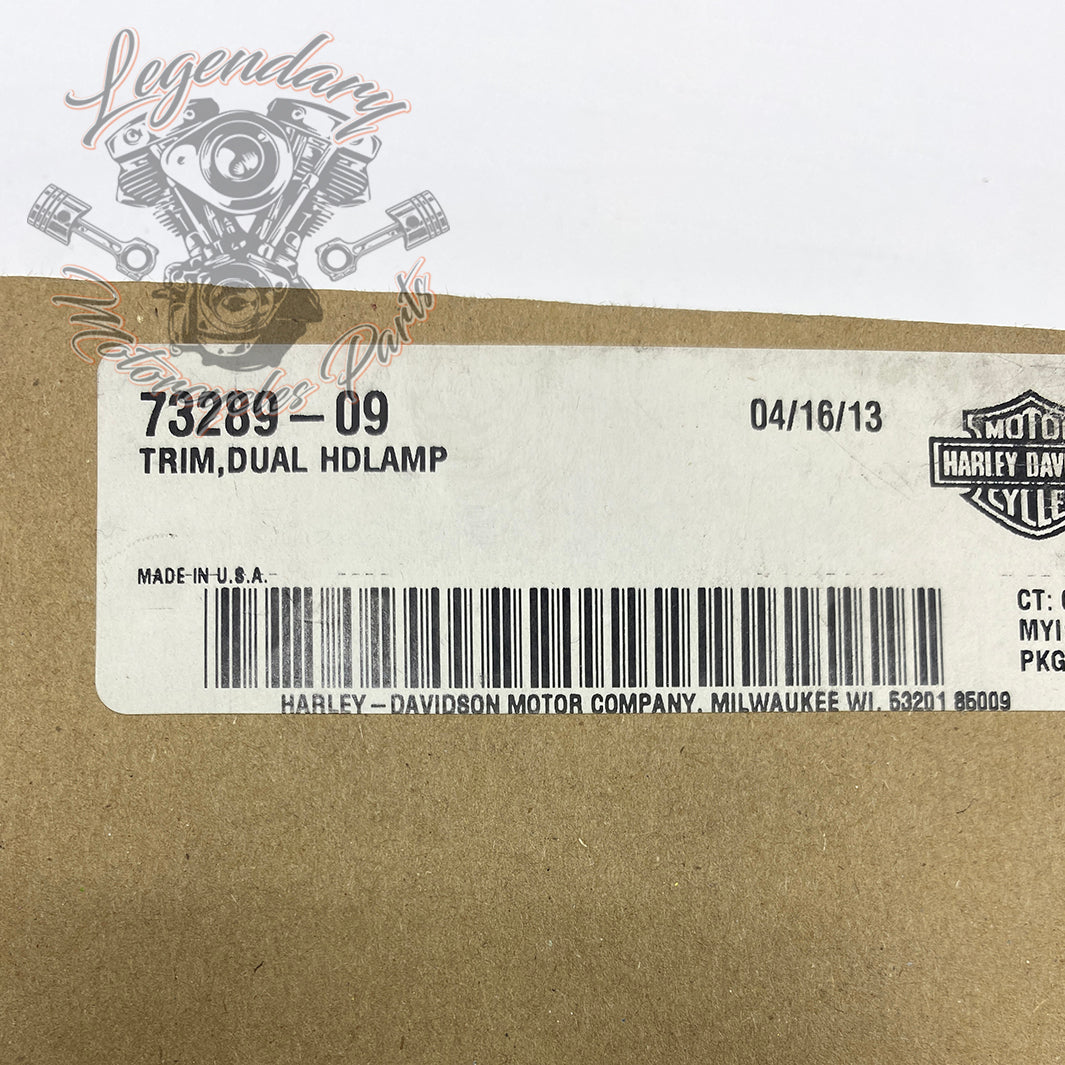 Legendary
Motorcycles Parts
73289-09
04/16/13
TRIM,DUAL HDLAMP
MOTOR
HARLEY DAV
CYCLE
MADE IN U.S.A.
CT:
MYI
PKG
HARLEY-DAVIDSON MOTOR COMPANY, MILWAUKEE WI, 53201 85009